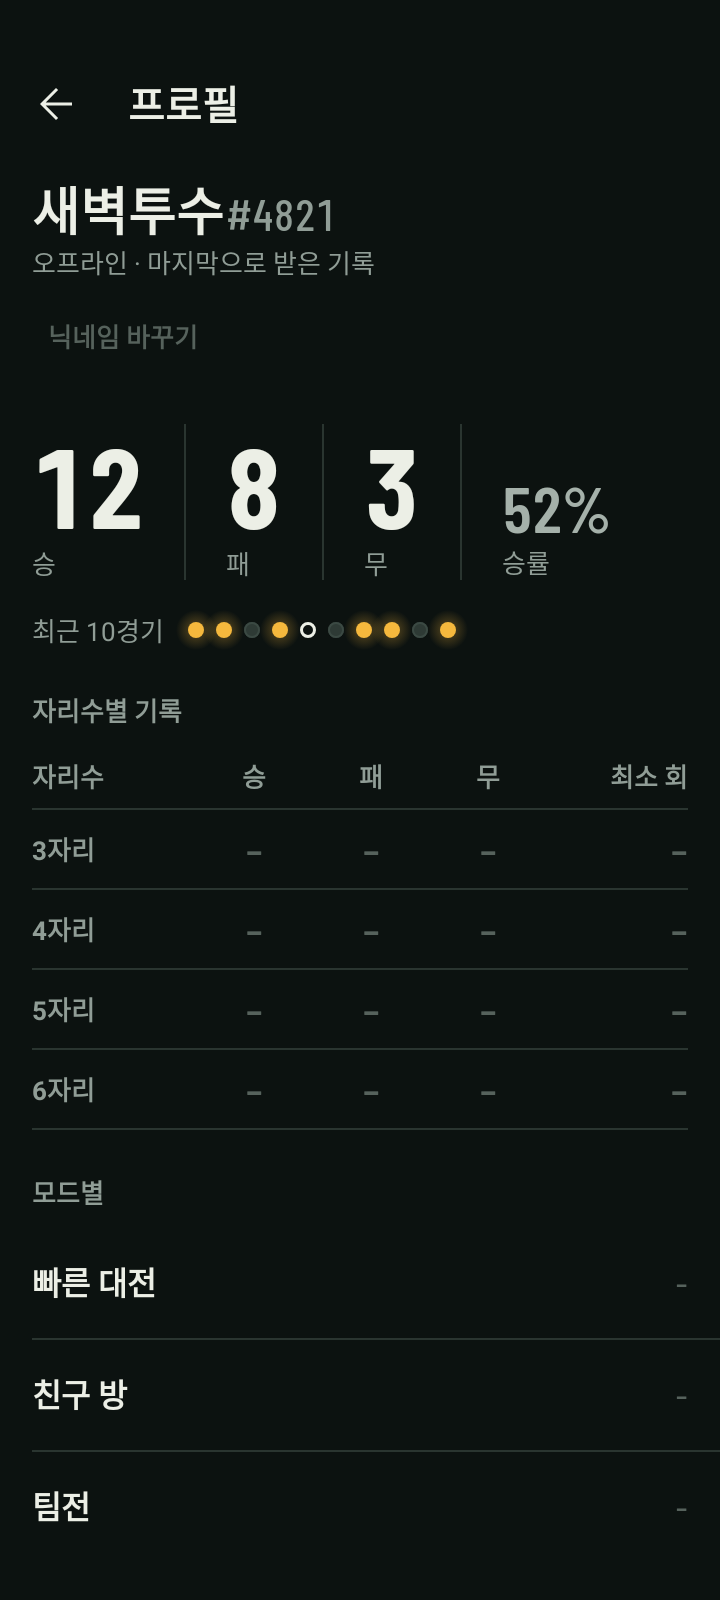 프로필
새벽투수#4821
오프라인 · 마지막으로 받은 기록
닉네임 바꾸기
12 8 3 52%
승 패 무 승률
최근 10경기
자리수별 기록
자리수 승 패 무 최소 회
3자리 – – – –
4자리 – – – –
5자리 – – – –
6자리 – – – –
모드별
빠른 대전 -
친구 방 -
팀전 -